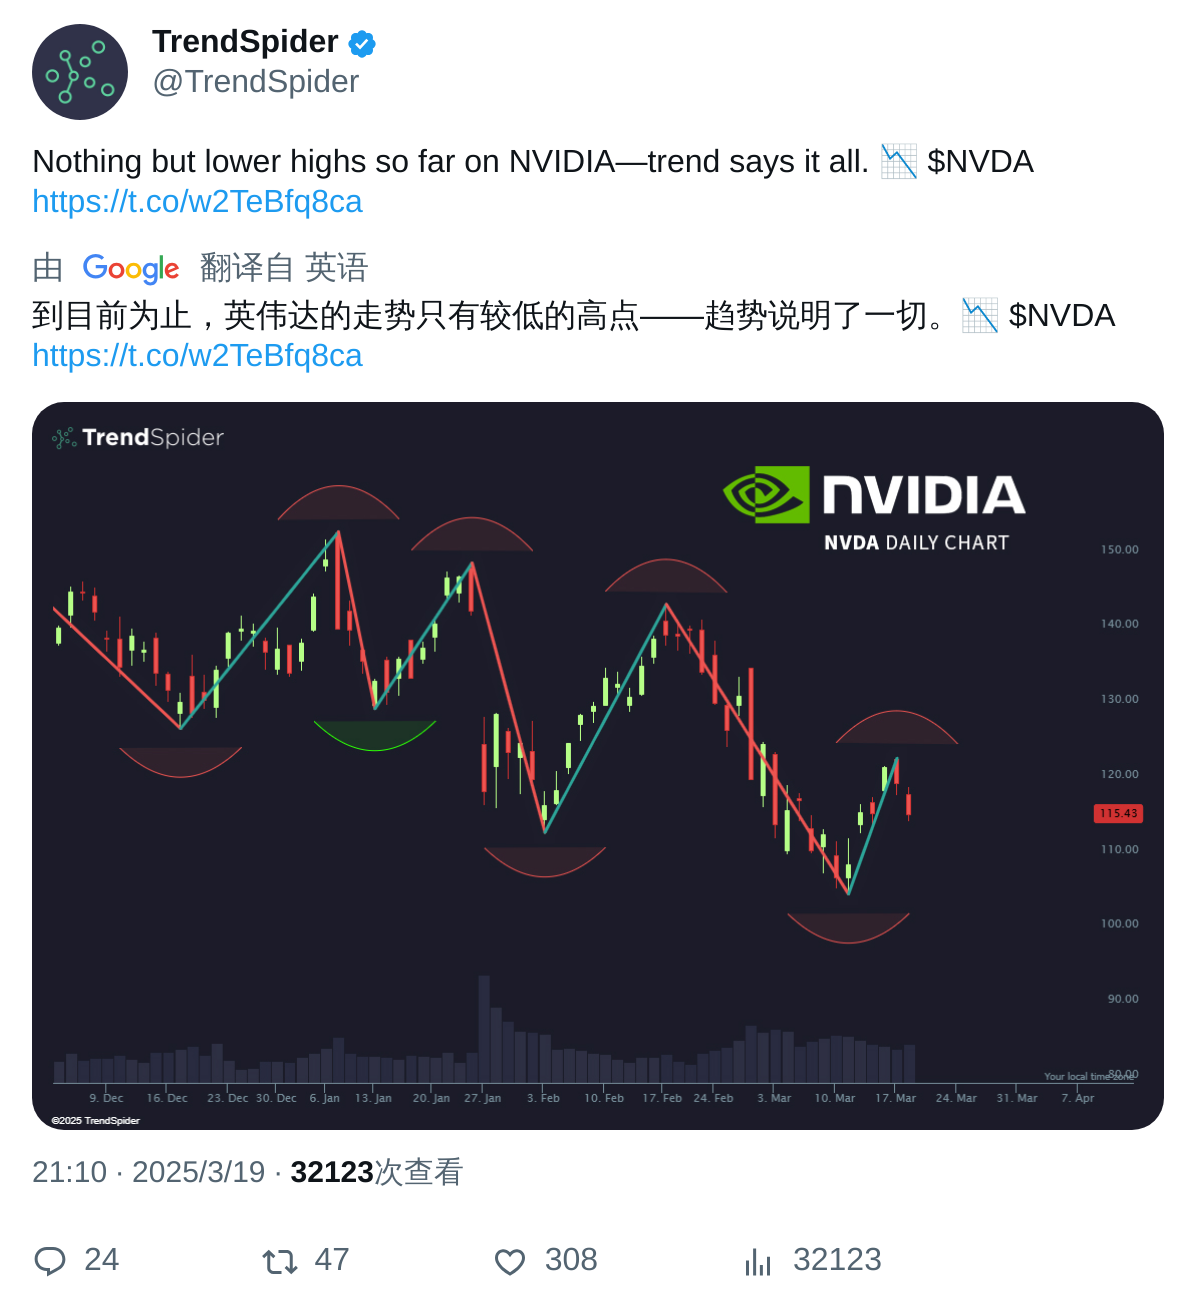 TrendSpider
@TrendSpider
Nothing but lower highs so far on NVIDIA—trend says it all. 📉 $NVDA
https://t.co/w2TeBfq8ca
由 Google 翻译自 英语
到目前为止，英伟达的走势只有较低的高点——趋势说明了一切。📉 $NVDA
https://t.co/w2TeBfq8ca
TrendSpider
NVIDIA
NVDA DAILY CHART
150.00
140.00
130.00
120.00
115.43
110.00
100.00
90.00
80.00
Your local time zone
9. Dec 16. Dec 23. Dec 30. Dec 6. Jan 13. Jan 20. Jan 27. Jan 3. Feb 10. Feb 17. Feb 24. Feb 3. Mar 10. Mar 17. Mar 24. Mar 31. Mar 7. Apr
©2025 TrendSpider
21:10 · 2025/3/19 · 32123次查看
24 47 308 32123